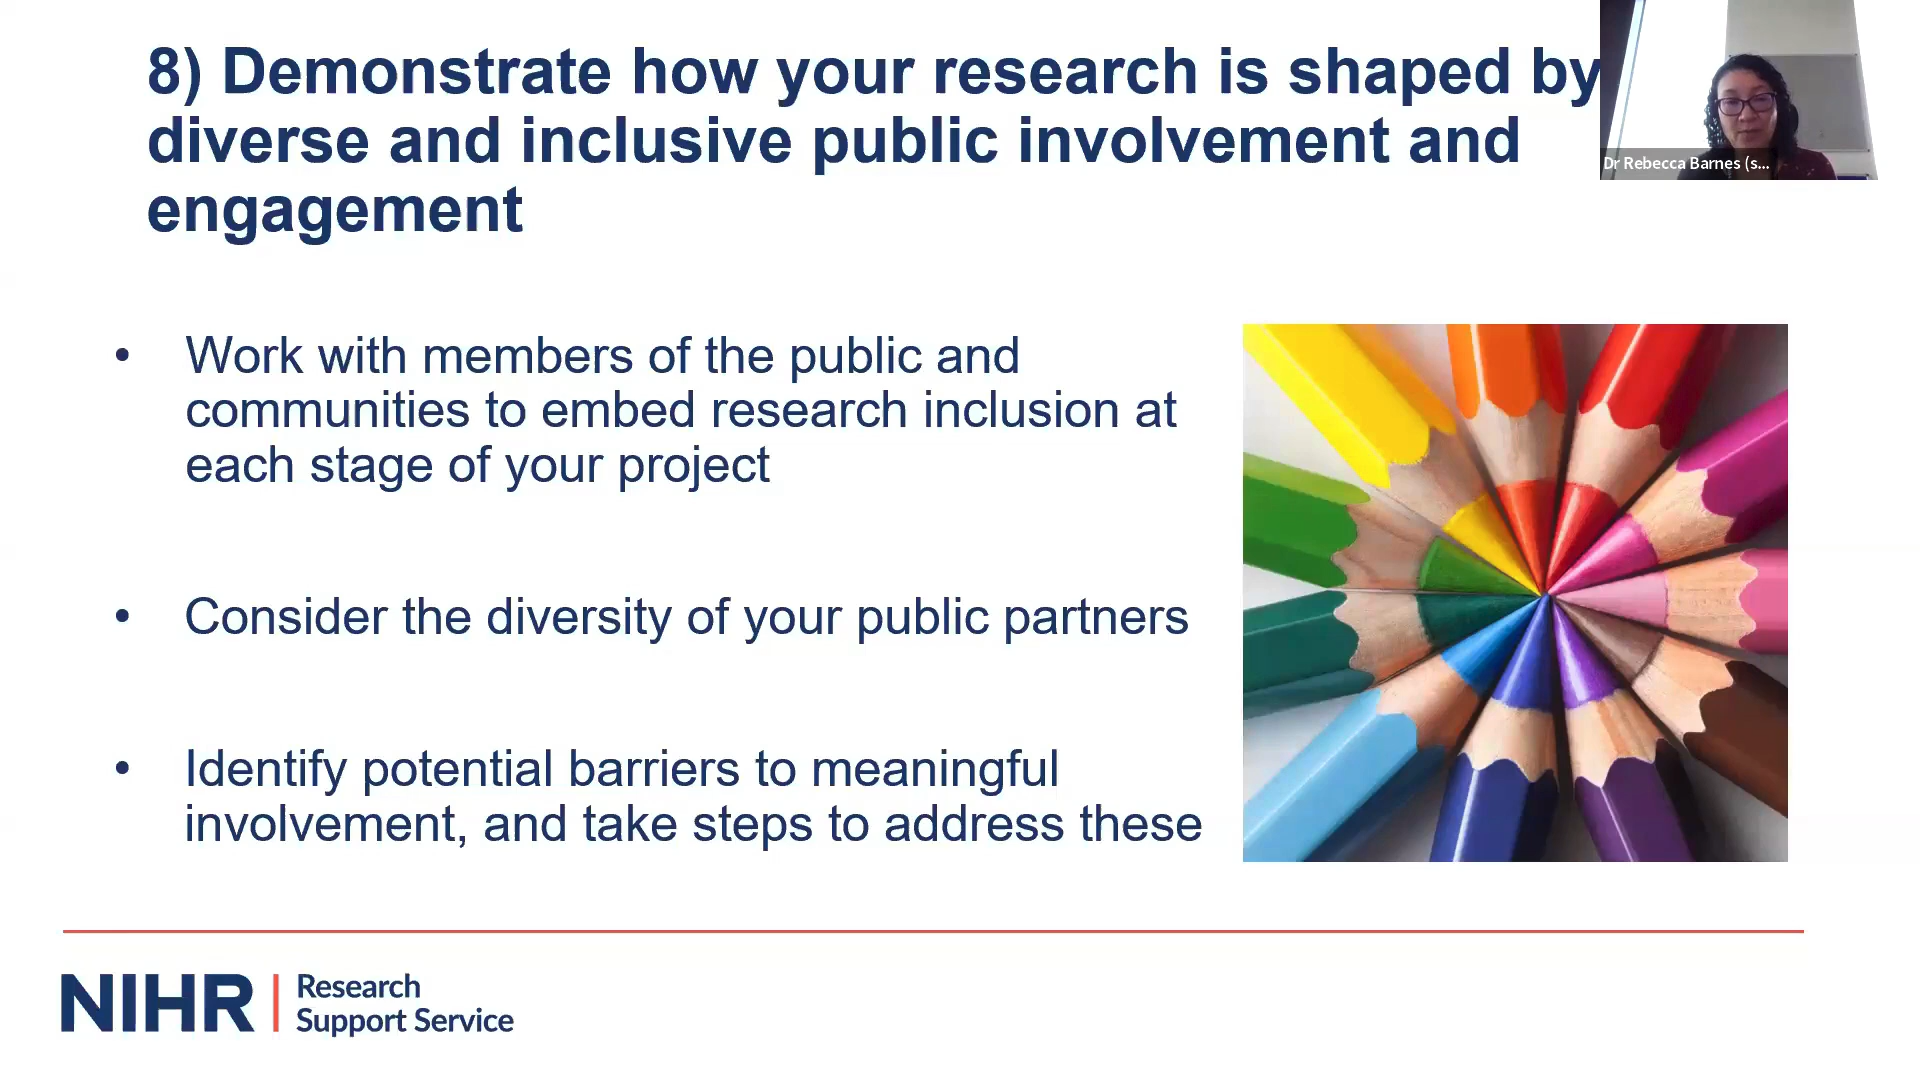 8) Demonstrate how your research is shaped by
diverse and inclusive public involvement and
engagement
Dr Rebecca Barnes (s...
• Work with members of the public and
communities to embed research inclusion at
each stage of your project
• Consider the diversity of your public partners
• Identify potential barriers to meaningful
involvement, and take steps to address these
NIHR | Research
Support Service